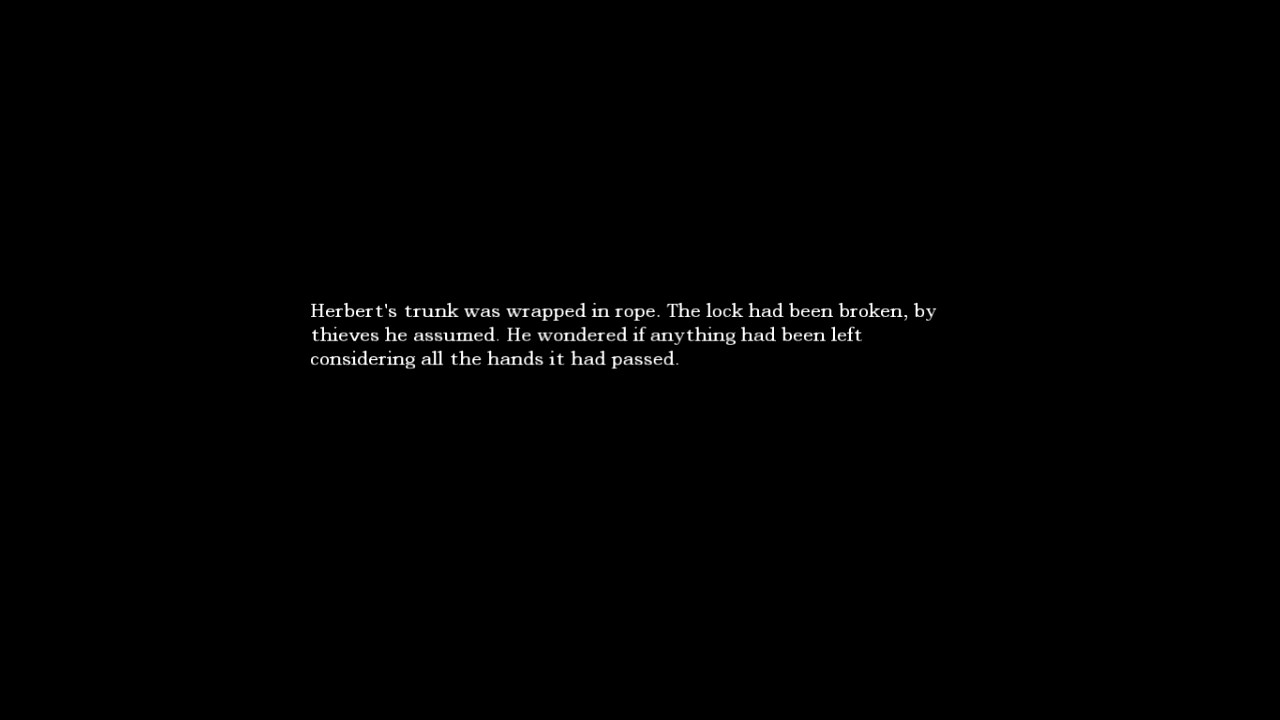 Herbert's trunk was wrapped in rope. The lock had been broken, by
thieves he assumed. He wondered if anything had been left
considering all the hands it had passed.